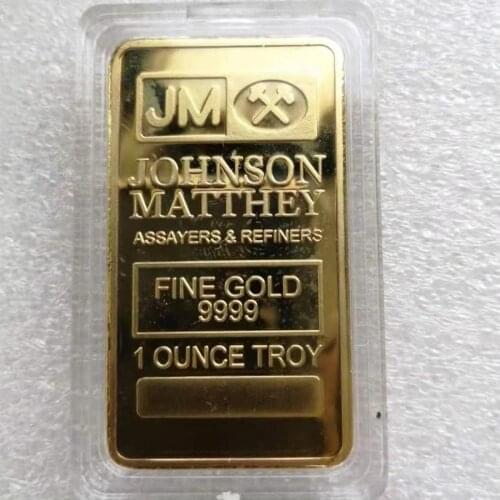 JM
JOHNSON
MATTHEY
ASSAYERS & REFINERS
FINE GOLD
9999
1 OUNCE TROY